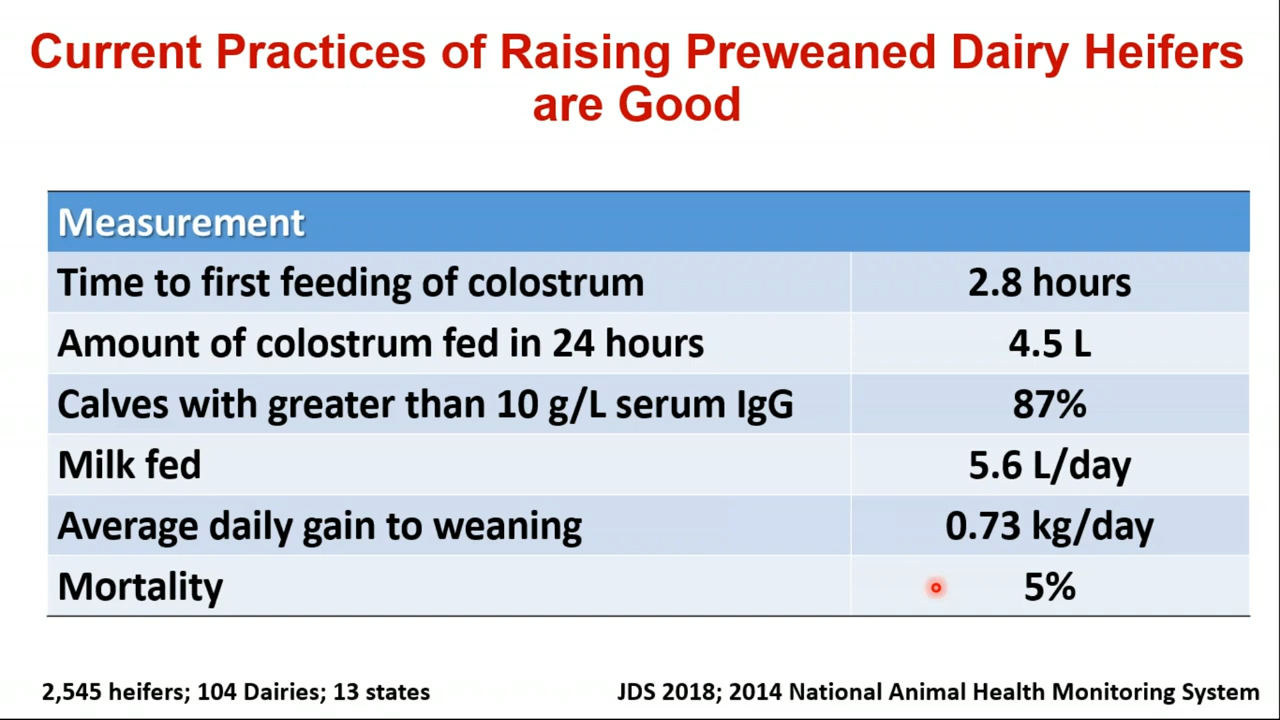 Current Practices of Raising Preweaned Dairy Heifers
are Good
Measurement
Time to first feeding of colostrum 2.8 hours
Amount of colostrum fed in 24 hours 4.5 L
Calves with greater than 10 g/L serum IgG 87%
Milk fed 5.6 L/day
Average daily gain to weaning 0.73 kg/day
Mortality 5%
2,545 heifers; 104 Dairies; 13 states JDS 2018; 2014 National Animal Health Monitoring System